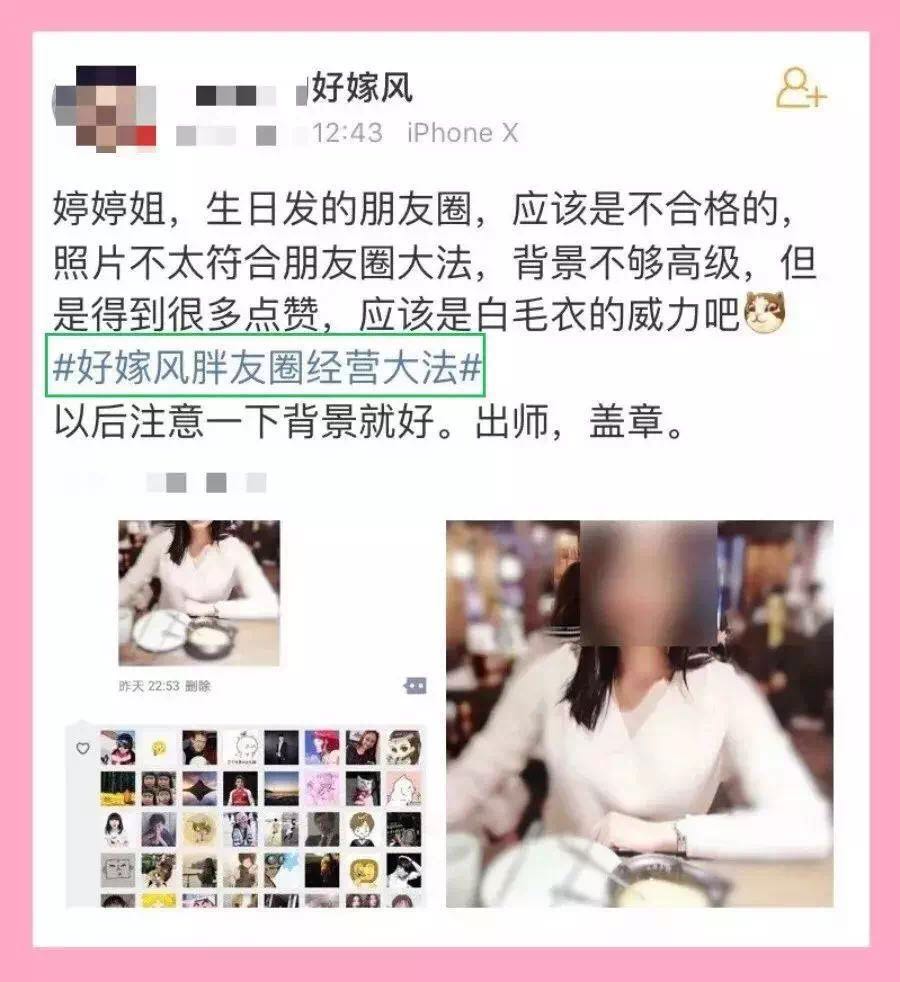 好嫁风
12:43 iPhone X
婷婷姐，生日发的朋友圈，应该是不合格的，
照片不太符合朋友圈大法，背景不够高级，但
是得到很多点赞，应该是白毛衣的威力吧
#好嫁风胖友圈经营大法#
以后注意一下背景就好。出师，盖章。
昨天 22:53 删除